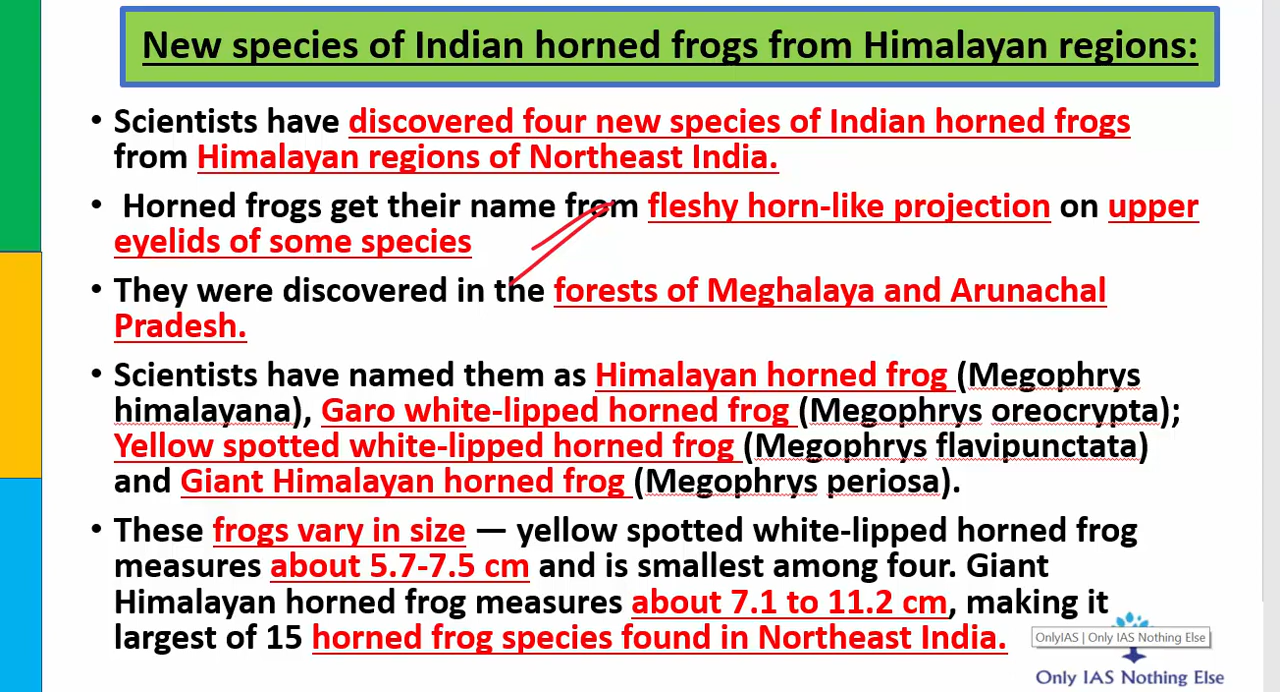 New species of Indian horned frogs from Himalayan regions:
• Scientists have discovered four new species of Indian horned frogs
from Himalayan regions of Northeast India.
• Horned frogs get their name from fleshy horn-like projection on upper
eyelids of some species
• They were discovered in the forests of Meghalaya and Arunachal
Pradesh.
• Scientists have named them as Himalayan horned frog (Megophrys
himalayana), Garo white-lipped horned frog (Megophrys oreocrypta);
Yellow spotted white-lipped horned frog (Megophrys flavipunctata)
and Giant Himalayan horned frog (Megophrys periosa).
• These frogs vary in size — yellow spotted white-lipped horned frog
measures about 5.7-7.5 cm and is smallest among four. Giant
Himalayan horned frog measures about 7.1 to 11.2 cm, making it
largest of 15 horned frog species found in Northeast India.
OnlyIAS | Only IAS Nothing Else
Only IAS Nothing Else